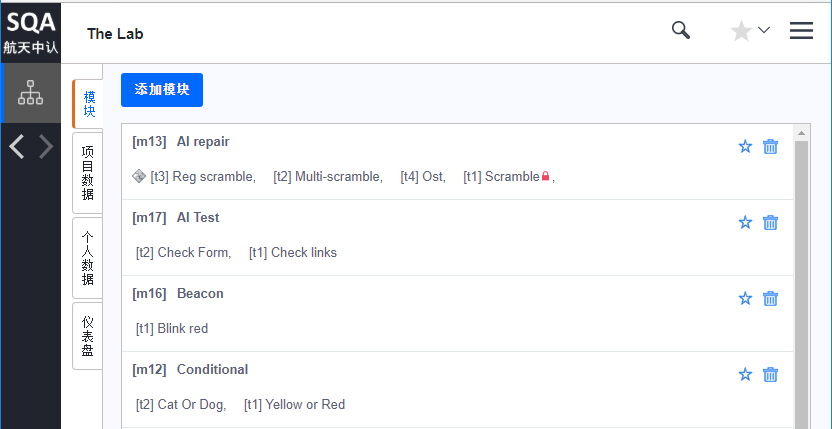 SQA
航天中认
The Lab
模块
项目数据
个人数据
仪表盘
添加模块
[m13] AI repair
[t3] Reg scramble, [t2] Multi-scramble, [t4] Ost, [t1] Scramble,
[m17] AI Test
[t2] Check Form, [t1] Check links
[m16] Beacon
[t1] Blink red
[m12] Conditional
[t2] Cat Or Dog, [t1] Yellow or Red